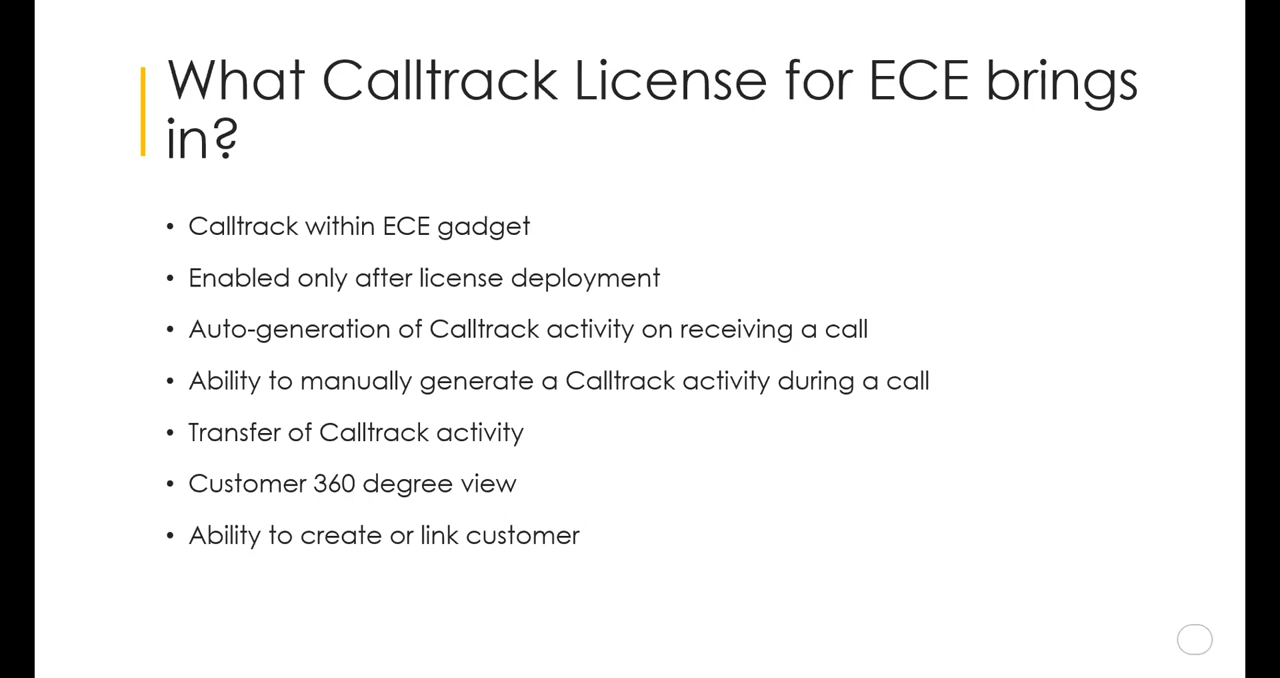 What Calltrack License for ECE brings
in?
• Calltrack within ECE gadget
• Enabled only after license deployment
• Auto-generation of Calltrack activity on receiving a call
• Ability to manually generate a Calltrack activity during a call
• Transfer of Calltrack activity
• Customer 360 degree view
• Ability to create or link customer